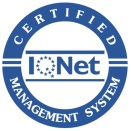 CERTIFIED
IQNet
MANAGEMENT SYSTEM